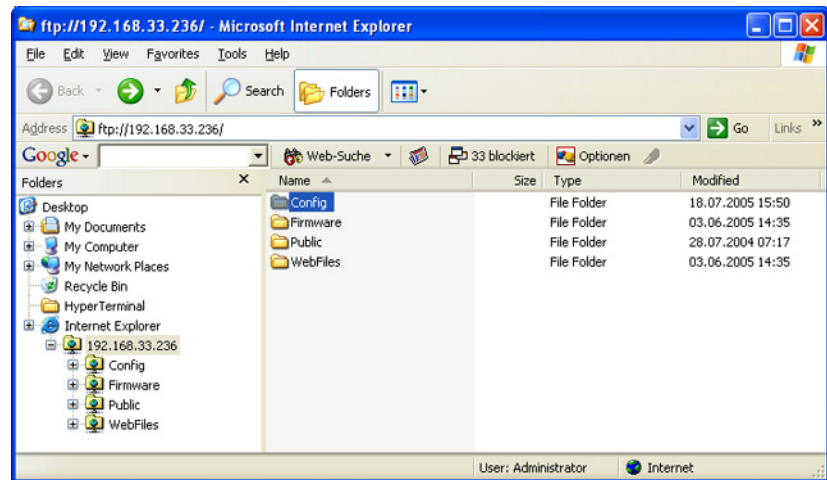 ftp://192.168.33.236/ - Microsoft Internet Explorer
File Edit View Favorites Tools Help
Back Search Folders
Address ftp://192.168.33.236/ Go Links »
Google Web-Suche 33 blockiert Optionen
Folders x Name Size Type Modified
Desktop
My Documents
My Computer
My Network Places
Recycle Bin
HyperTerminal
Internet Explorer
192.168.33.236
Config
Firmware
Public
WebFiles
Config File Folder 18.07.2005 15:50
Firmware File Folder 03.06.2005 14:35
Public File Folder 28.07.2004 07:17
WebFiles File Folder 03.06.2005 14:35
User: Administrator Internet